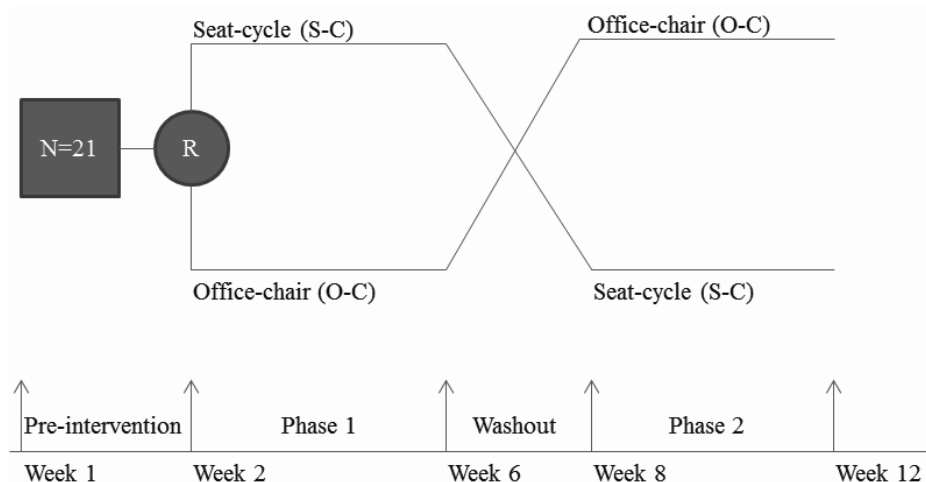 Seat-cycle (S-C)
Office-chair (O-C)
N=21
R
Office-chair (O-C)
Seat-cycle (S-C)
Pre-intervention
Phase 1
Washout
Phase 2
Week 1
Week 2
Week 6
Week 8
Week 12